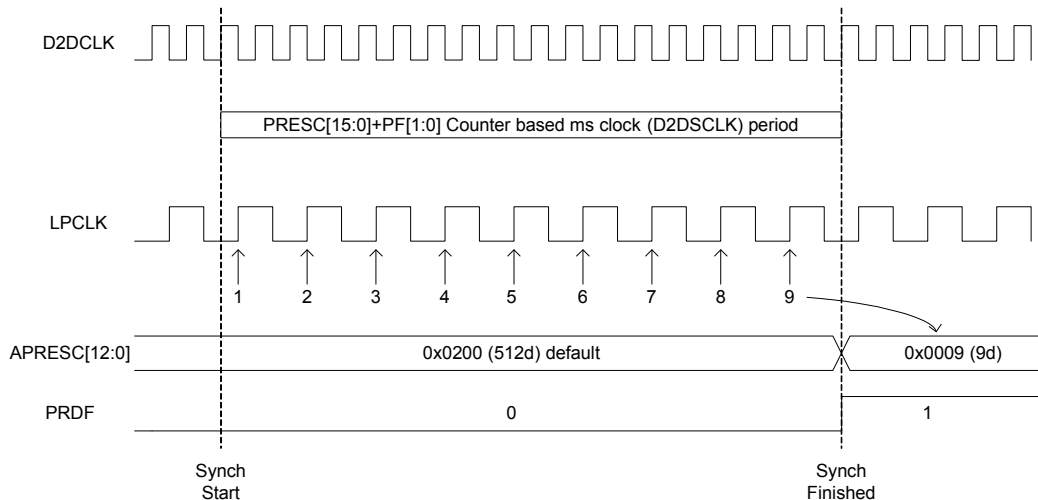 D2DCLK
PRESC[15:0]+PF[1:0] Counter based ms clock (D2DSCLK) period
LPCLK
1 2 3 4 5 6 7 8 9
APRESC[12:0] 0x0200 (512d) default 0x0009 (9d)
PRDF 0 1
Synch Synch
Start Finished